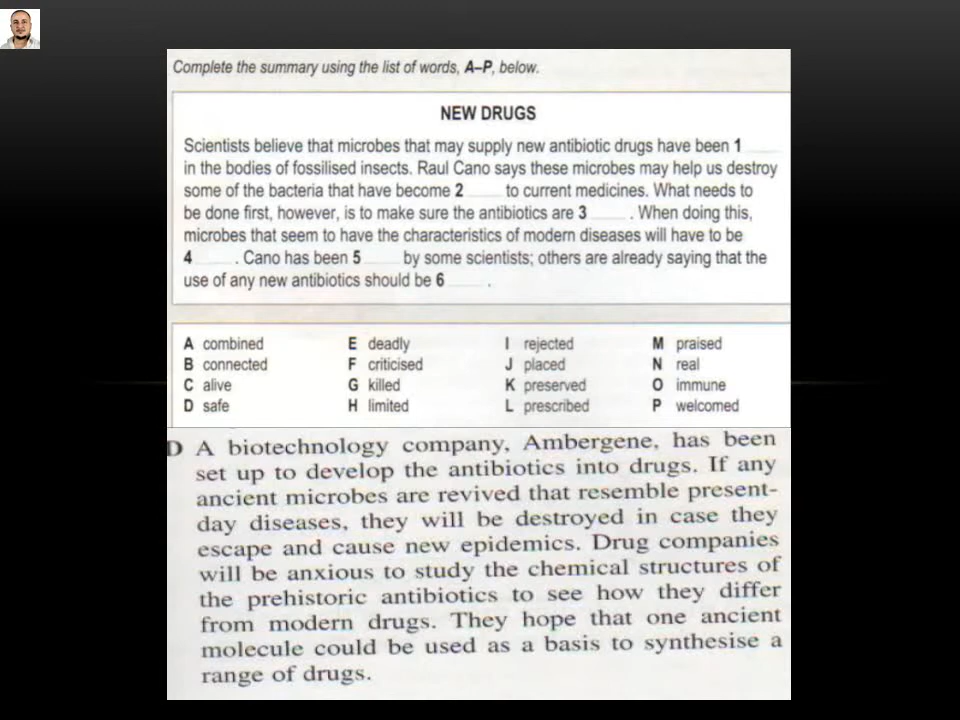 Complete the summary using the list of words, A–P, below.
NEW DRUGS
Scientists believe that microbes that may supply new antibiotic drugs have been 1 ......
in the bodies of fossilised insects. Raul Cano says these microbes may help us destroy
some of the bacteria that have become 2 ...... to current medicines. What needs to
be done first, however, is to make sure the antibiotics are 3 ...... . When doing this,
microbes that seem to have the characteristics of modern diseases will have to be
4 ...... . Cano has been 5 ...... by some scientists; others are already saying that the
use of any new antibiotics should be 6 ...... .
A combined E deadly I rejected M praised
B connected F criticised J placed N real
C alive G killed K preserved O immune
D safe H limited L prescribed P welcomed
D A biotechnology company, Ambergene, has been
set up to develop the antibiotics into drugs. If any
ancient microbes are revived that resemble present-
day diseases, they will be destroyed in case they
escape and cause new epidemics. Drug companies
will be anxious to study the chemical structures of
the prehistoric antibiotics to see how they differ
from modern drugs. They hope that one ancient
molecule could be used as a basis to synthesise a
range of drugs.